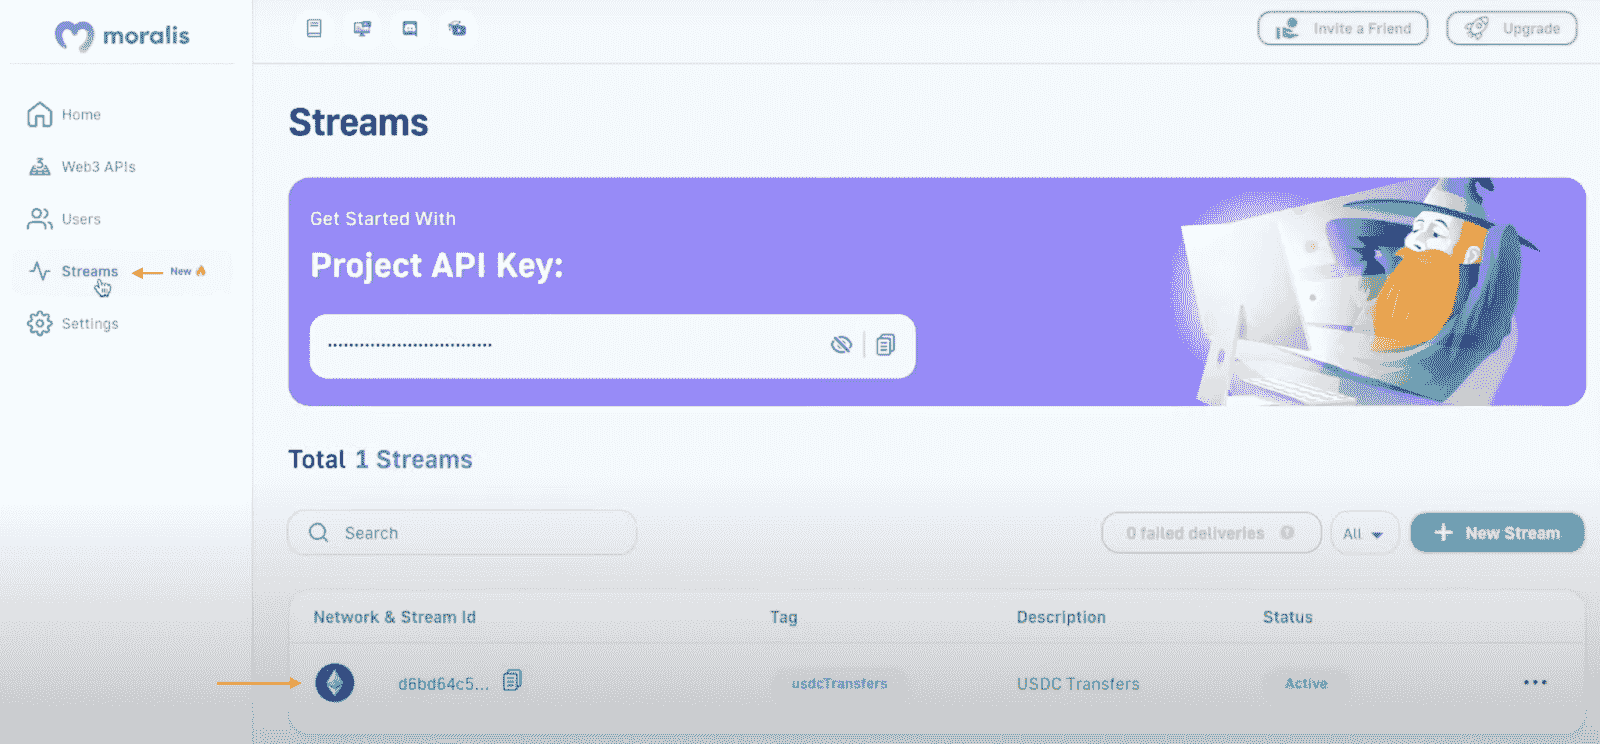 moralis
Invite a Friend
Upgrade
Home
Web3 APIs
Users
Streams New
Settings
Streams
Get Started With
Project API Key:
Total 1 Streams
Search
0 failed deliveries
All
New Stream
Network & Stream Id Tag Description Status
d6bd64c5... usdcTransfers USDC Transfers Active